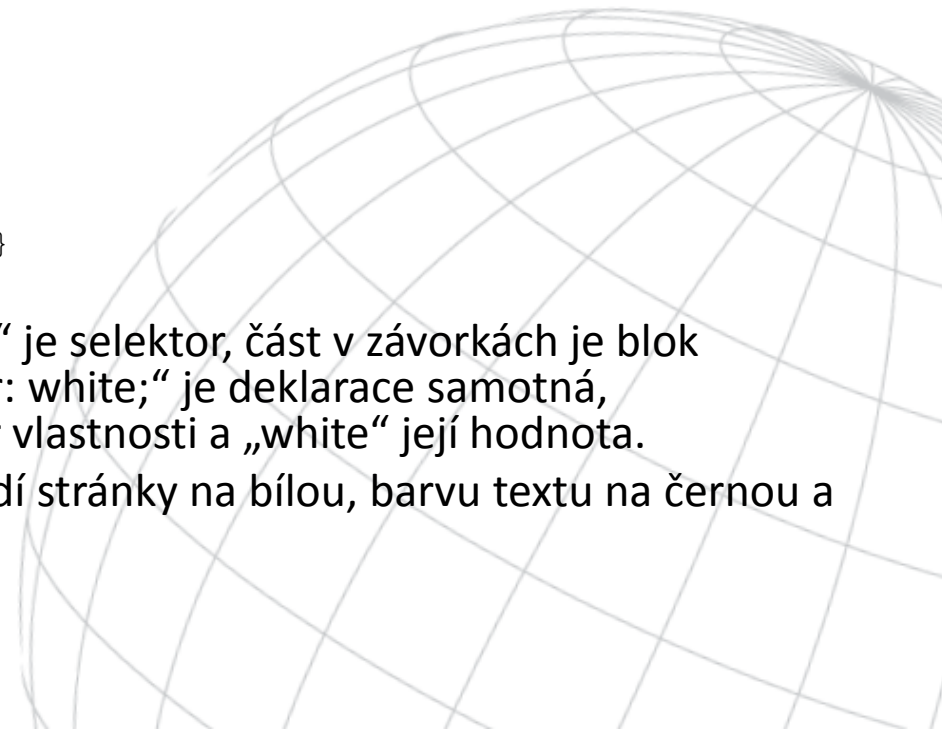 }
“ je selektor, část v závorkách je blok
r: white;“ je deklarace samotná,
vlastnosti a „white“ její hodnota.
dí stránky na bílou, barvu textu na černou a